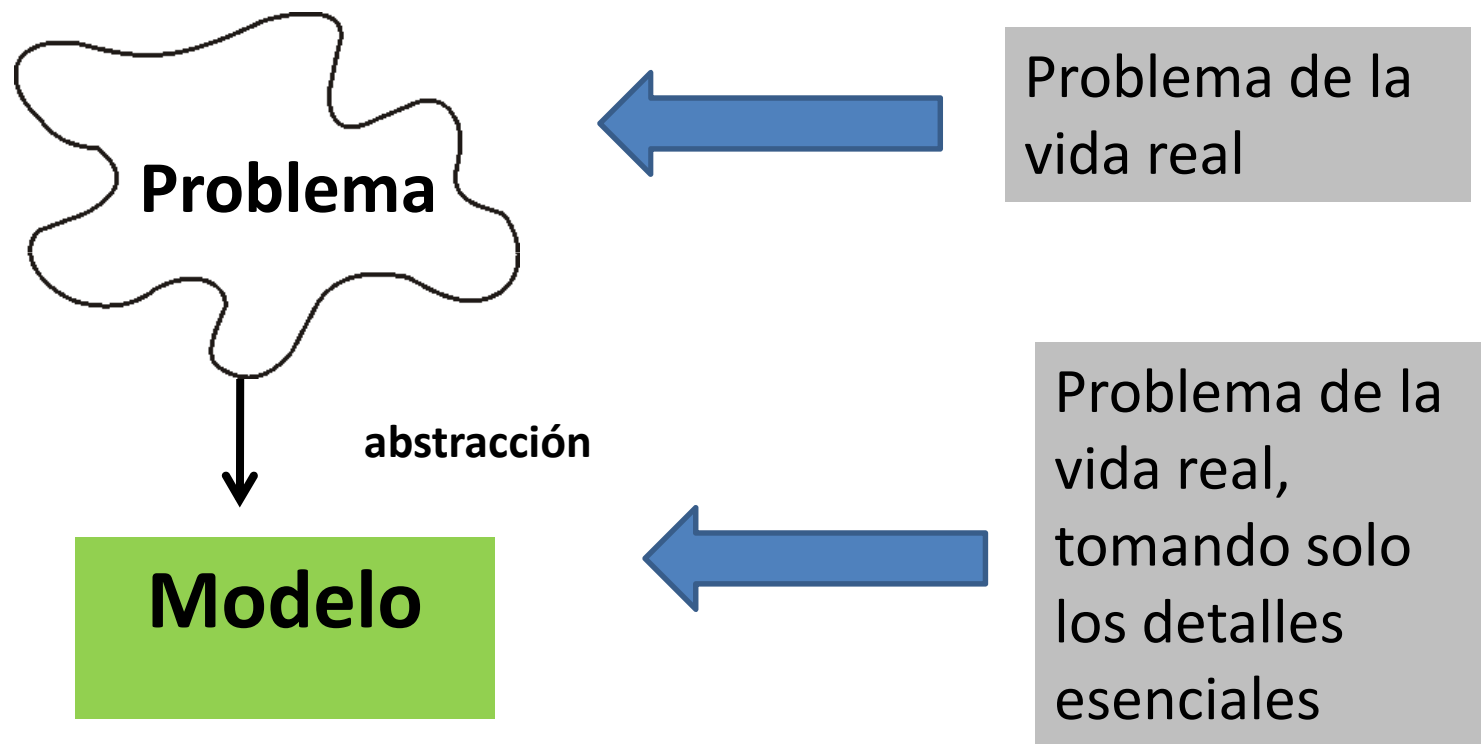 Problema
Problema de la
vida real
abstracción
Modelo
Problema de la
vida real,
tomando solo
los detalles
esenciales